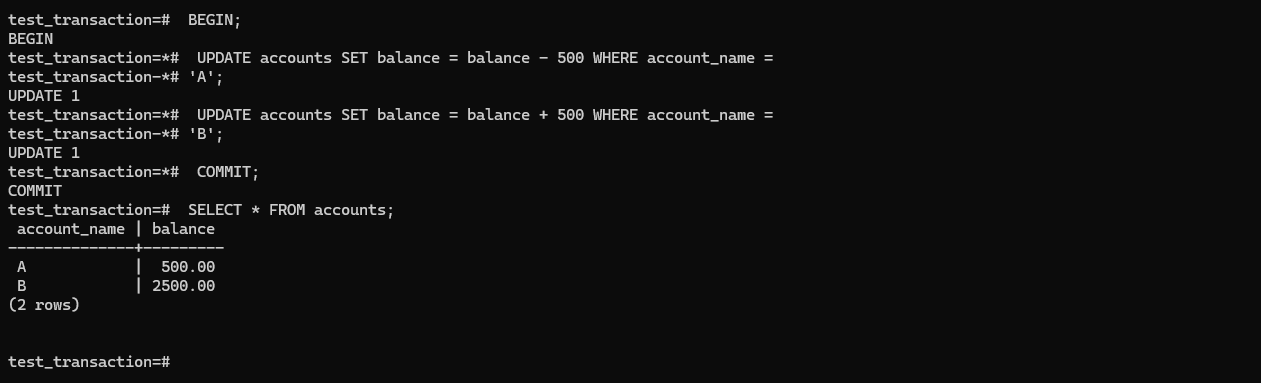 test_transaction=#  BEGIN;
BEGIN
test_transaction=*#  UPDATE accounts SET balance = balance - 500 WHERE account_name =
test_transaction-*# 'A';
UPDATE 1
test_transaction=*#  UPDATE accounts SET balance = balance + 500 WHERE account_name =
test_transaction-*# 'B';
UPDATE 1
test_transaction=*#  COMMIT;
COMMIT
test_transaction=#  SELECT * FROM accounts;
 account_name | balance
--------------+---------
 A            |  500.00
 B            | 2500.00
(2 rows)
test_transaction=#